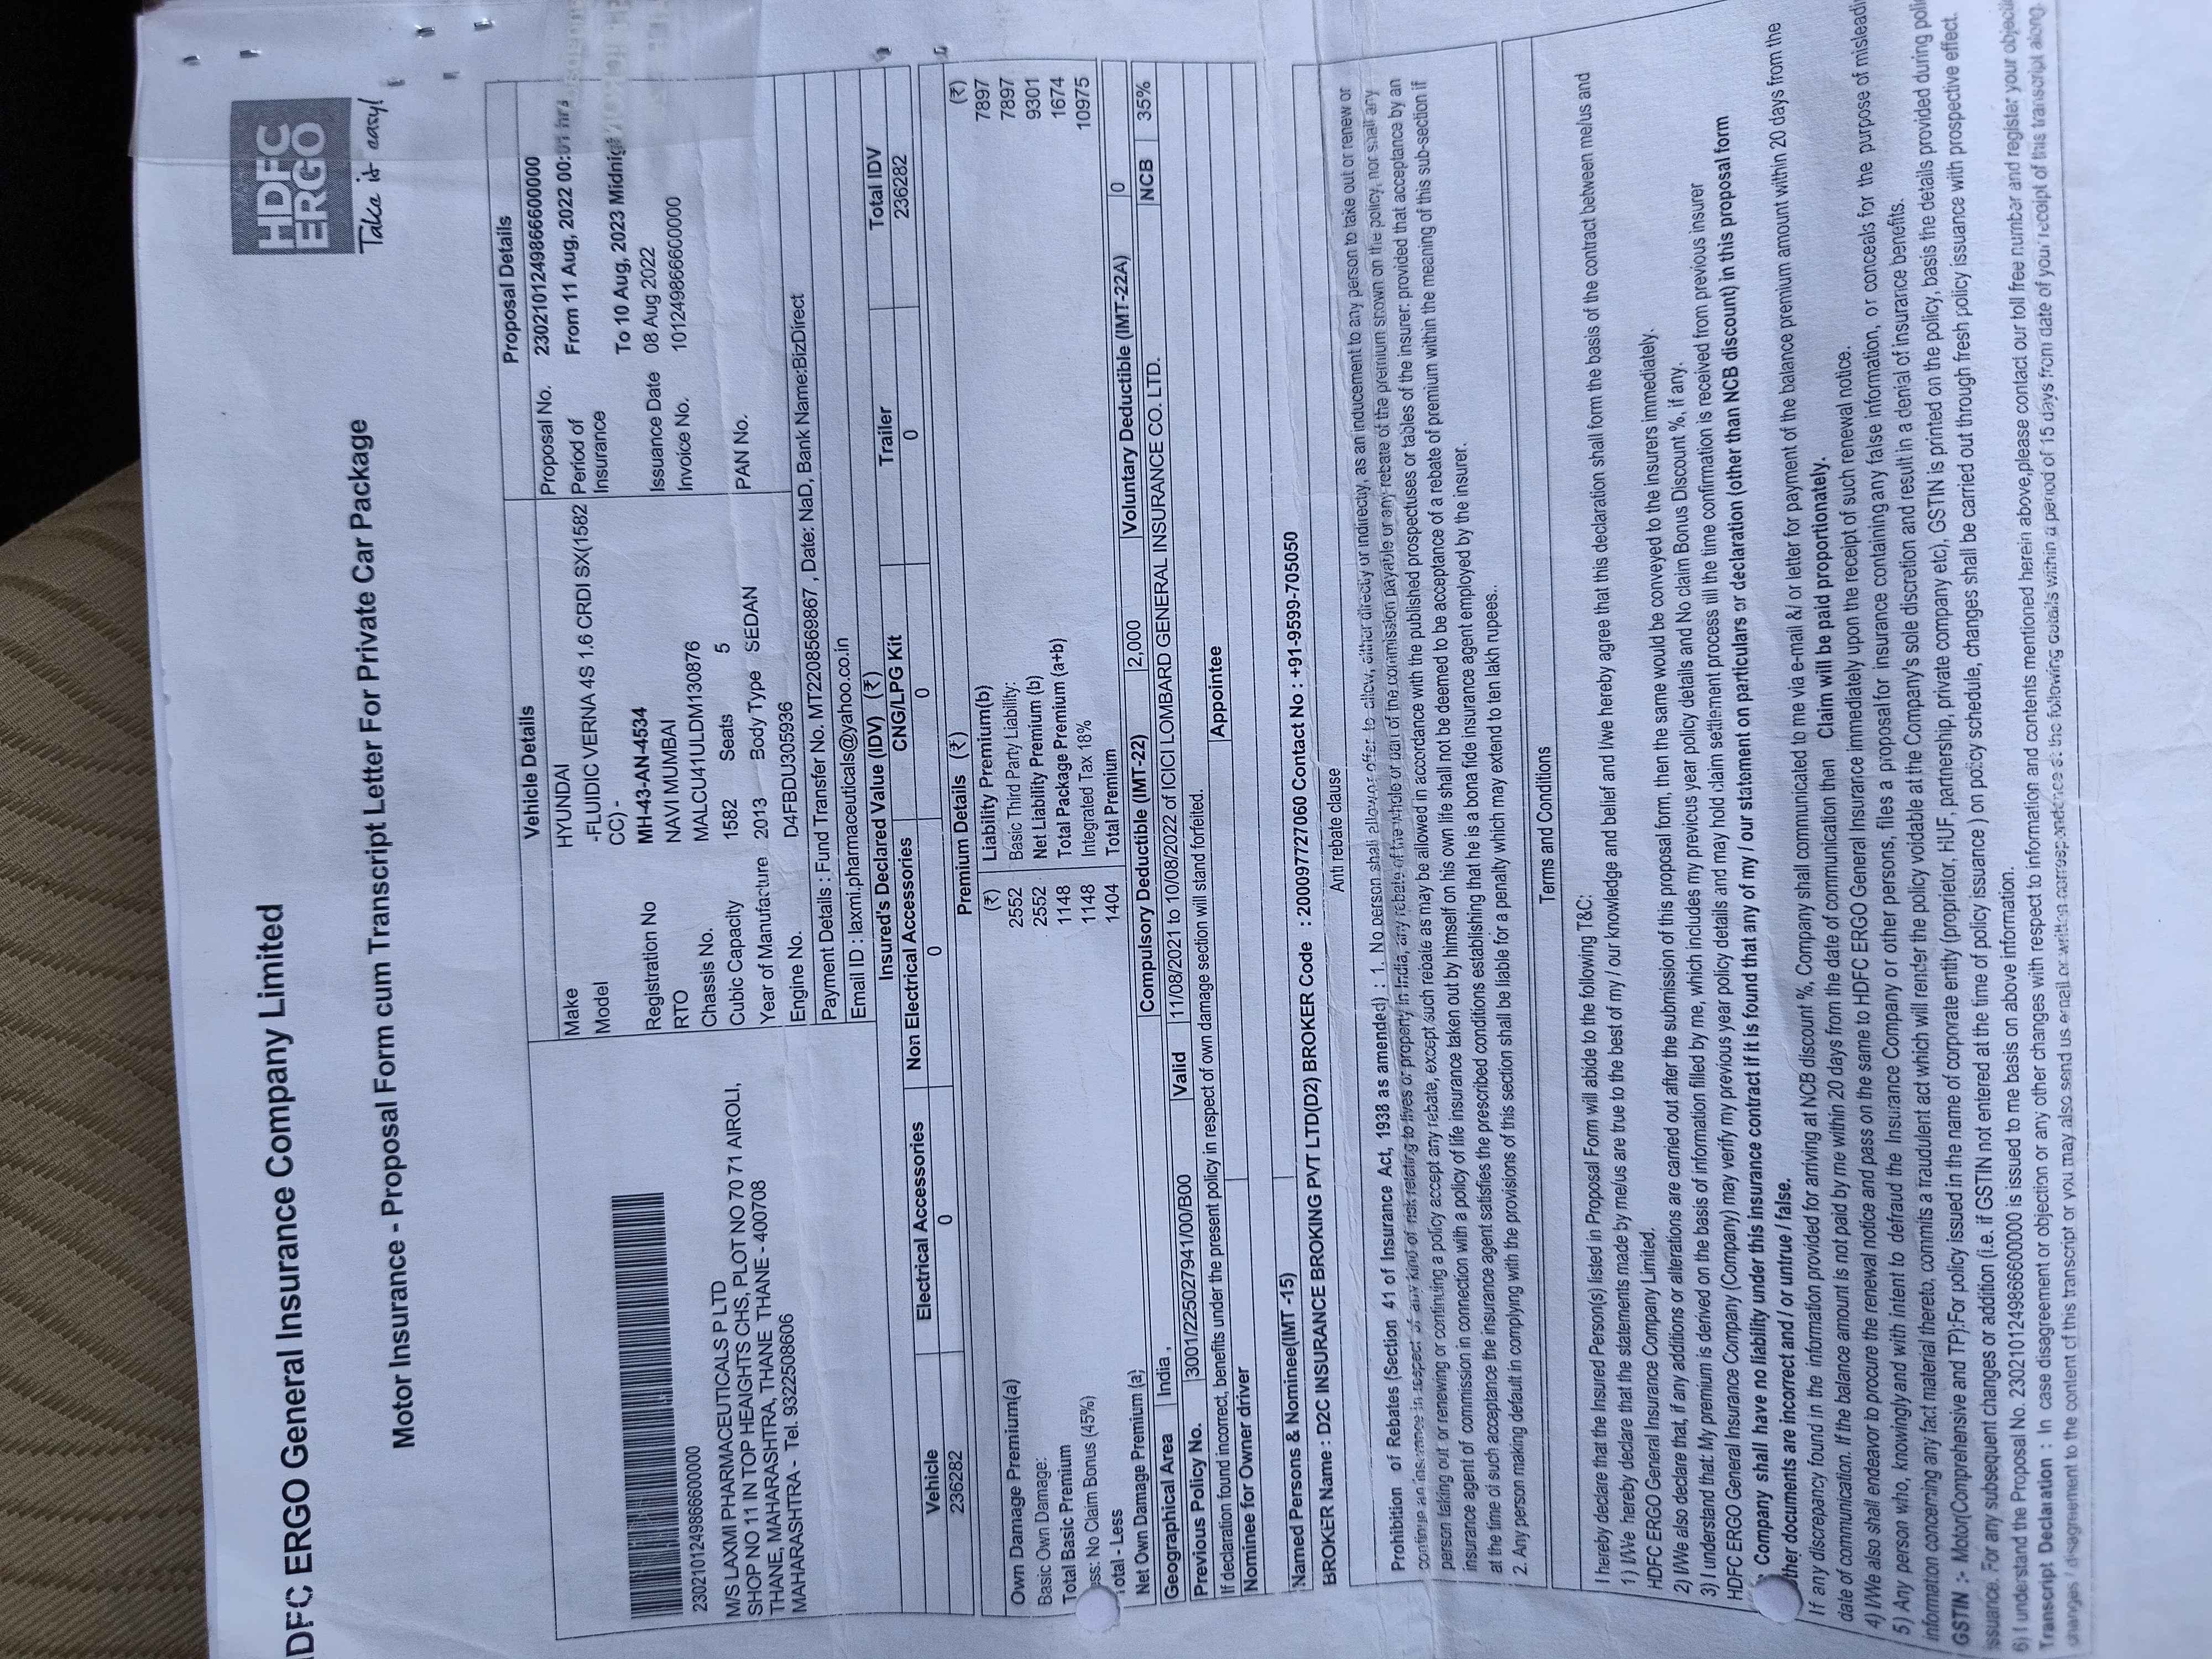 HDFC ERGO General Insurance Company Limited
HDFC
ERGO
Take it easy!
Motor Insurance - Proposal Form cum Transcript Letter For Private Car Package
2302101249866600000
M/S LAXMI PHARMACEUTICALS P LTD
SHOP NO 11 IN TOP HEAIGHTS CHS, PLOT NO 70 71 AIROLI,
THANE, MAHARASHTRA, THANE THANE - 400708
MAHARASHTRA - Tel. 9322508606
Vehicle Details
Make HYUNDAI
Model -FLUIDIC VERNA 4S 1.6 CRDI SX(1582
CC) -
Registration No MH-43-AN-4534
RTO NAVI MUMBAI
Chassis No. MALCU41ULDM130876
Cubic Capacity 1582 Seats 5
Year of Manufacture 2013 Body Type SEDAN
Engine No. D4FBDU305936
Proposal Details
Proposal No. 2302101249866600000
Period of From 11 Aug, 2022 00:01 hrs
Insurance
To 10 Aug, 2023 Midnight
Issuance Date 08 Aug 2022
Invoice No. 101249866600000
PAN No.
Payment Details : Fund Transfer No. MT2208569867 , Date: NaD, Bank Name:BizDirect
Email ID : laxmi.pharmaceuticals@yahoo.co.in
Insured's Declared Value (IDV) (₹)
Vehicle Electrical Accessories Non Electrical Accessories CNG/LPG Kit Trailer Total IDV
236282 0 0 0 0 236282
Premium Details (₹)
Own Damage Premium(a) (₹) Liability Premium(b) (₹)
Basic Own Damage: 2552 Basic Third Party Liability: 7897
Total Basic Premium 2552 Net Liability Premium (b) 7897
No Claim Bonus (45%) 1148 Total Package Premium (a+b) 9301
Total - Less 1148 Integrated Tax 18% 1674
Net Own Damage Premium (a) 1404 Total Premium 10975
Geographical Area India , Compulsory Deductible (IMT-22) 2,000 Voluntary Deductible (IMT-22A) 0
Previous Policy No. 3001/225027941/00/B00 Valid 11/08/2021 to 10/08/2022 of ICICI LOMBARD GENERAL INSURANCE CO. LTD. NCB 35%
If declaration found incorrect, benefits under the present policy in respect of own damage section will stand forfeited.
Nominee for Owner driver Appointee
Named Persons & Nominee(IMT -15)
BROKER Name : D2C INSURANCE BROKING PVT LTD(D2) BROKER Code : 200097727060 Contact No : +91-9599-705050
Anti rebate clause
Prohibition of Rebates (Section 41 of Insurance Act, 1938 as amended) : 1. No person shall allow or offer to allow, either directly or indirectly, as an inducement to any person to take out or renew or
continue an insurance in respect of any kind of risk relating to lives or property in India, any rebate of the whole or part of the commission payable or any rebate of the premium shown on the policy, nor shall any
person taking out or renewing or continuing a policy accept any rebate, except such rebate as may be allowed in accordance with the published prospectuses or tables of the insurer: provided that acceptance by an
insurance agent of commission in connection with a policy of life insurance taken out by himself on his own life shall not be deemed to be acceptance of a rebate of premium within the meaning of this sub-section if
at the time of such acceptance the insurance agent satisfies the prescribed conditions establishing that he is a bona fide insurance agent employed by the insurer.
2. Any person making default in complying with the provisions of this section shall be liable for a penalty which may extend to ten lakh rupees..
Terms and Conditions
I hereby declare that the Insured Person(s) listed in Proposal Form will abide to the following T&C:
1) I/We hereby declare that the statements made by me/us are true to the best of my / our knowledge and belief and I/we hereby agree that this declaration shall form the basis of the contract between me/us and
HDFC ERGO General Insurance Company Limited.
2) I/We also declare that, if any additions or alterations are carried out after the submission of this proposal form, then the same would be conveyed to the insurers immediately.
3) I understand that: My premium is derived on the basis of information filled by me, which includes my previous year policy details and No claim Bonus Discount %, if any.
HDFC ERGO General Insurance Company (Company) may verify my previous year policy details and may hold claim settlement process till the time confirmation is received from previous insurer
Company shall have no liability under this insurance contract if it is found that any of my / our statement on particulars or declaration (other than NCB discount) in this proposal form
other documents are incorrect and / or untrue / false.
If any discrepancy found in the information provided for arriving at NCB discount %, Company shall communicated to me via e-mail &/ or letter for payment of the balance premium amount within 20 days from the
date of communication. If the balance amount is not paid by me within 20 days from the date of communication then Claim will be paid proportionately.
4) I/We also shall endeavor to procure the renewal notice and pass on the same to HDFC ERGO General Insurance immediately upon the receipt of such renewal notice.
5) Any person who, knowingly and with intent to defraud the Insurance Company or other persons, files a proposal for insurance containing any false information, or conceals for the purpose of misleading
information concerning any fact material thereto, commits a fraudulent act which will render the policy voidable at the Company's sole discretion and result in a denial of insurance benefits.
GSTIN :- Motor(Comprehensive and TP):For policy issued in the name of corporate entity (proprietor, HUF, partnership, private company etc), GSTIN is printed on the policy, basis the details provided during
issuance. For any subsequent changes or addition (i.e. if GSTIN not entered at the time of policy issuance ) on policy schedule, changes shall be carried out through fresh policy issuance with prospective effect.
6) I understand the Proposal No. 2302101249866600000 is issued to me basis on above information.
Transcript Declaration : In case disagreement or objection or any other changes with respect to information and contents mentioned herein above,please contact our toll free number and register your
changes / disagreement to the content of this transcript or you may also send us email or written correspondence at the following details within a period of 15 days from date of your receipt of this transcript along